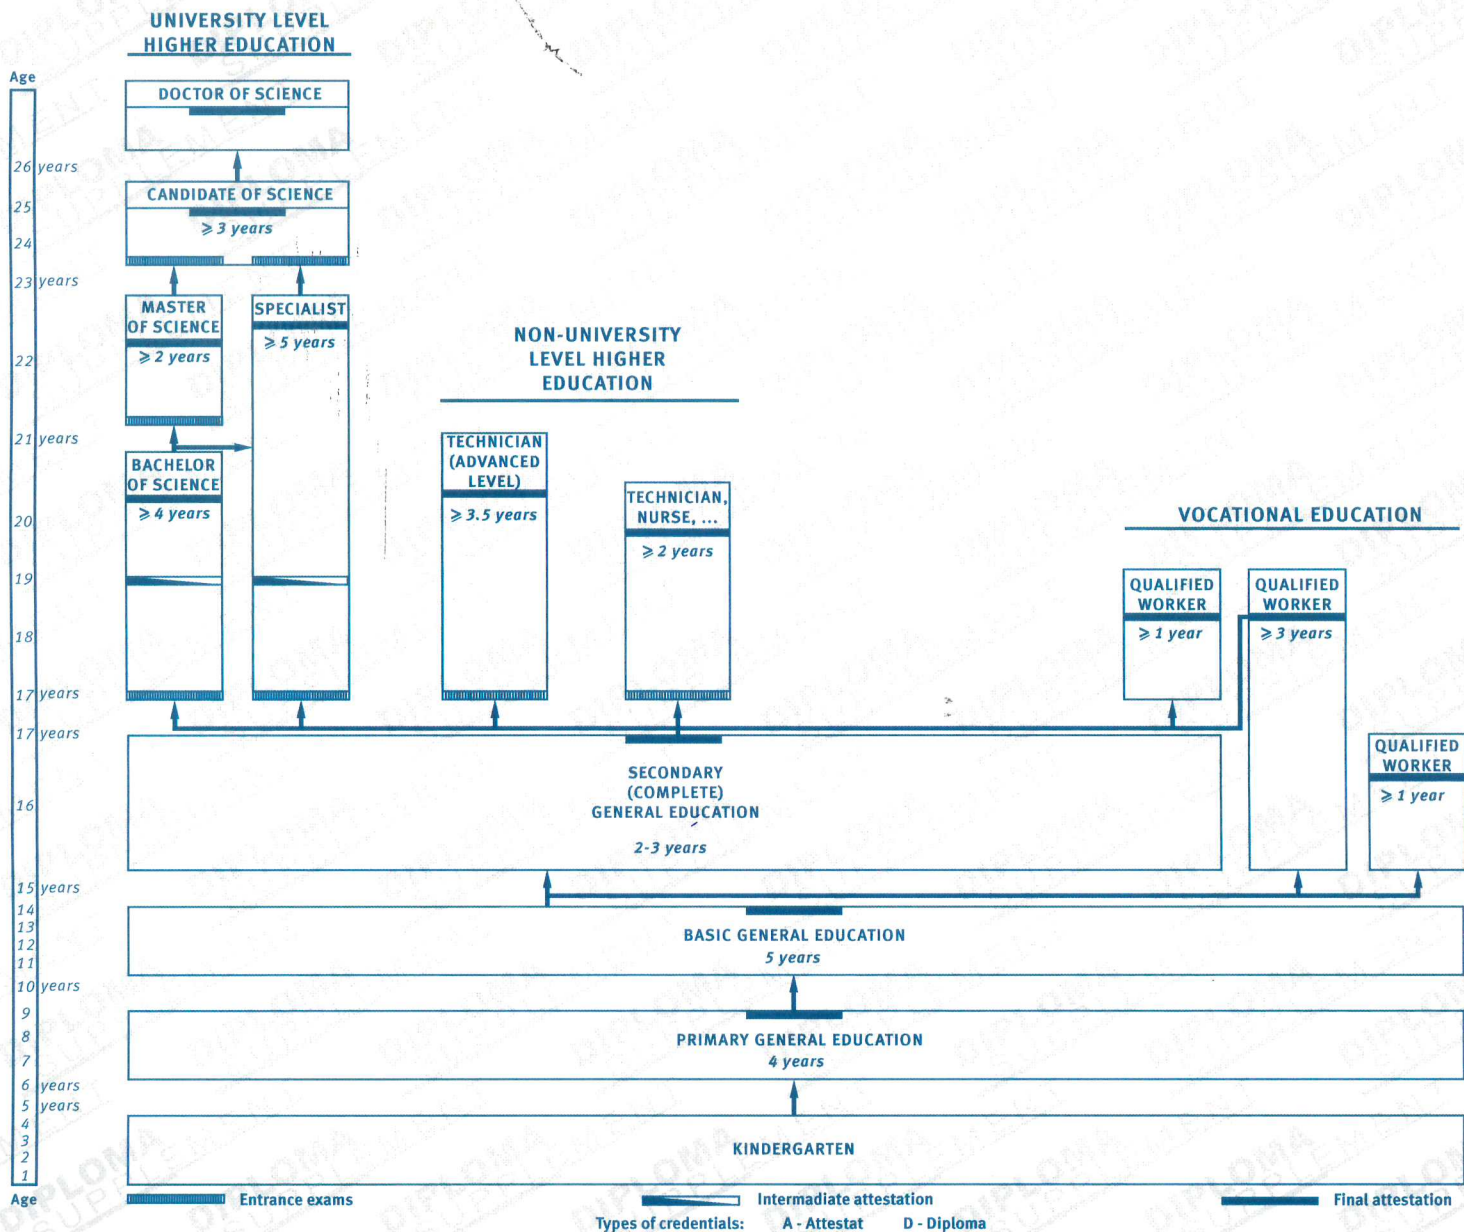 UNIVERSITY LEVEL
HIGHER EDUCATION
Age
DOCTOR OF SCIENCE
26 years
CANDIDATE OF SCIENCE
25
⩾ 3 years
24
23 years
MASTER
OF SCIENCE
⩾ 2 years
SPECIALIST
⩾ 5 years
22
NON-UNIVERSITY
LEVEL HIGHER
EDUCATION
21 years
BACHELOR
OF SCIENCE
⩾ 4 years
TECHNICIAN
(ADVANCED
LEVEL)
⩾ 3.5 years
TECHNICIAN,
NURSE, ...
⩾ 2 years
20
VOCATIONAL EDUCATION
19
QUALIFIED
WORKER
⩾ 1 year
QUALIFIED
WORKER
⩾ 3 years
18
17 years
17 years
SECONDARY
(COMPLETE)
GENERAL EDUCATION
2-3 years
QUALIFIED
WORKER
⩾ 1 year
16
15 years
14
13
12
11
BASIC GENERAL EDUCATION
5 years
10 years
9
8
7
PRIMARY GENERAL EDUCATION
4 years
6 years
5 years
4
3
2
1
KINDERGARTEN
Age
Entrance exams
Intermadiate attestation
Final attestation
Types of credentials: A - Attestat D - Diploma
DIPLOMA
SUPPLEMENT